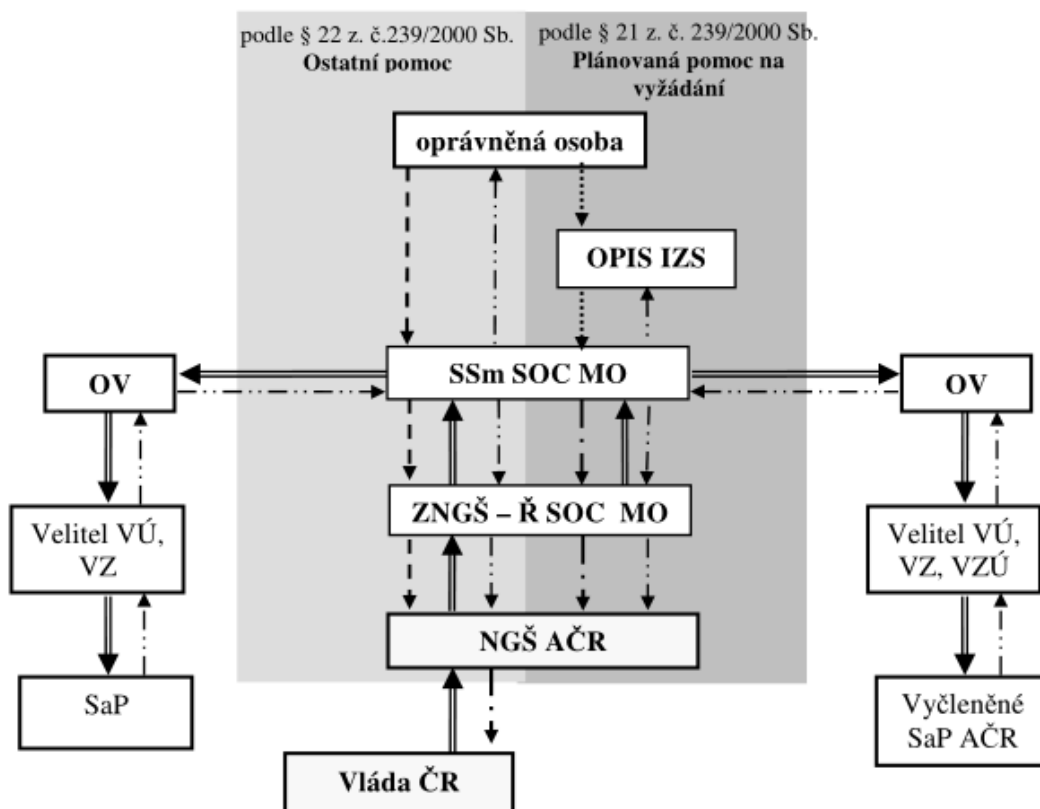 podle § 22 z. č.239/2000 Sb.
Ostatní pomoc
podle § 21 z. č. 239/2000 Sb.
Plánovaná pomoc na
vyžádání
oprávněná osoba
OPIS IZS
OV
SSm SOC MO
OV
Velitel VÚ,
VZ
ZNGŠ – Ř SOC MO
Velitel VÚ,
VZ, VZÚ
NGŠ AČR
SaP
Vyčleněné
SaP AČR
Vláda ČR